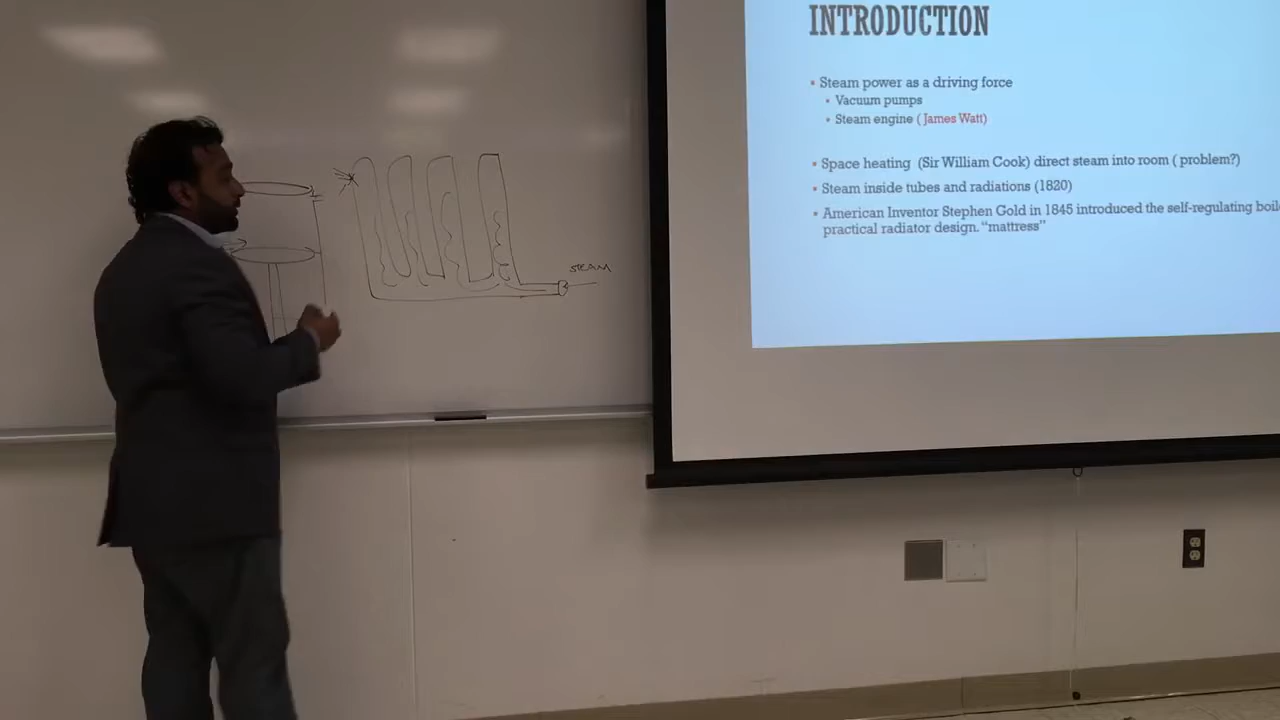 INTRODUCTION
▪ Steam power as a driving force
▪ Vacuum pumps
▪ Steam engine ( James Watt)
▪ Space heating (Sir William Cook) direct steam into room ( problem?)
▪ Steam inside tubes and radiations (1820)
▪ American Inventor Stephen Gold in 1845 introduced the self-regulating boil
practical radiator design. “mattress”
STEAM